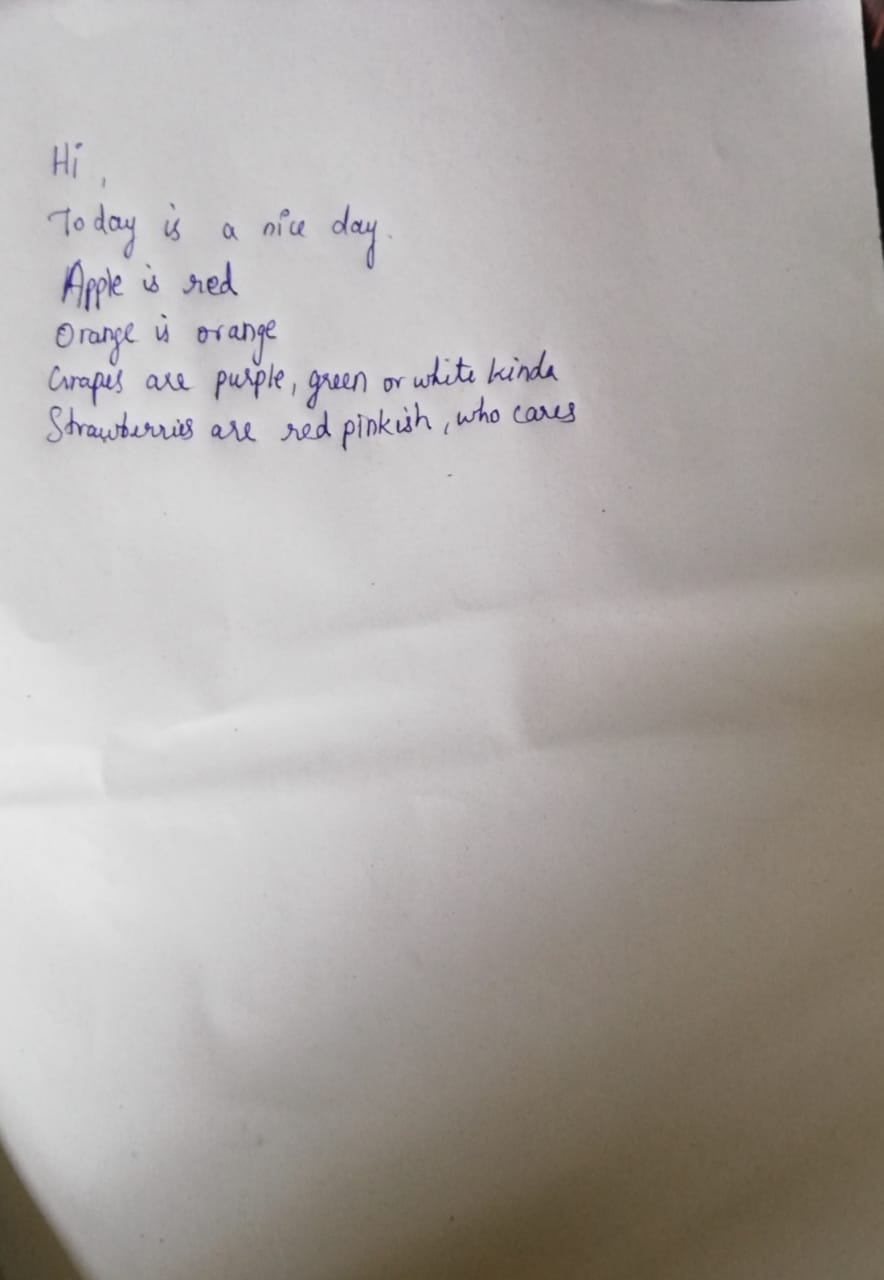 Hi,
Today is a nice day.
Apple is red
Orange is orange
Grapes are purple, green or white kinda
Strawberries are red pinkish, who cares